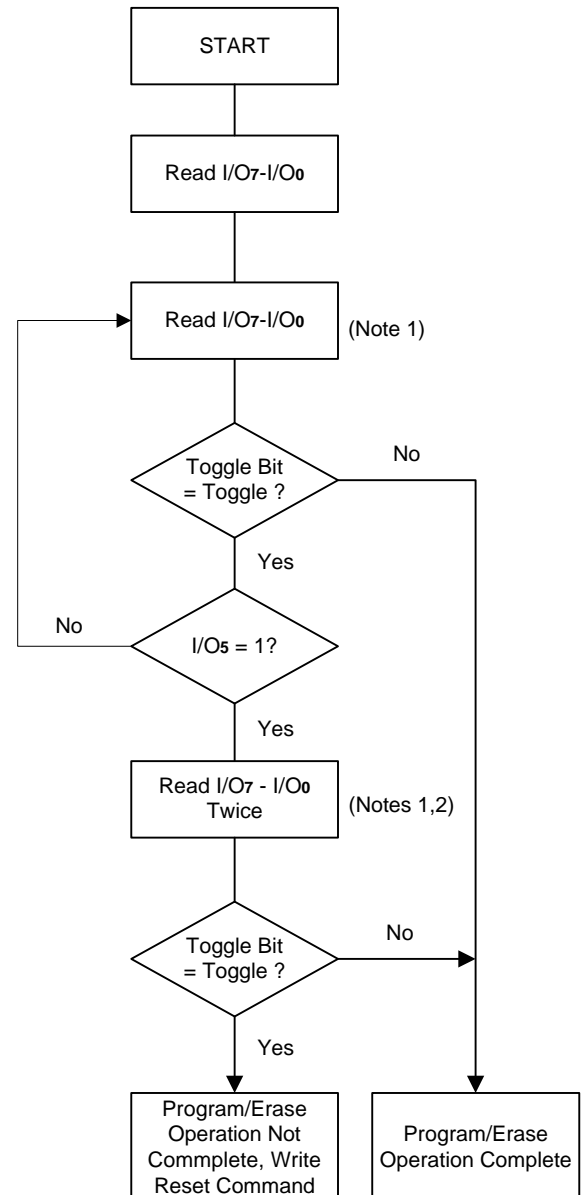 START
Read I/O7-I/O0
Read I/O7-I/O0
(Note 1)
Toggle Bit
= Toggle ?
No
Yes
No
I/O5 = 1?
Yes
Read I/O7 - I/O0
Twice
(Notes 1,2)
Toggle Bit
= Toggle ?
No
Yes
Program/Erase
Operation Not
Commplete, Write
Reset Command
Program/Erase
Operation Complete